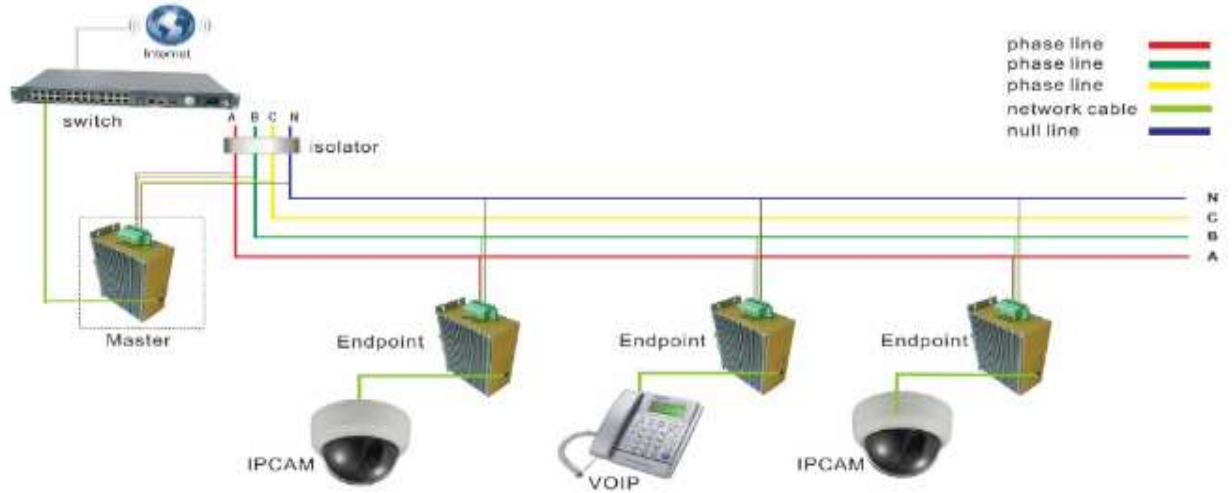 Internet
switch
A B C N
isolator
phase line
phase line
phase line
network cable
null line
N
C
B
A
Master
Endpoint
Endpoint
Endpoint
IPCAM
VOIP
IPCAM